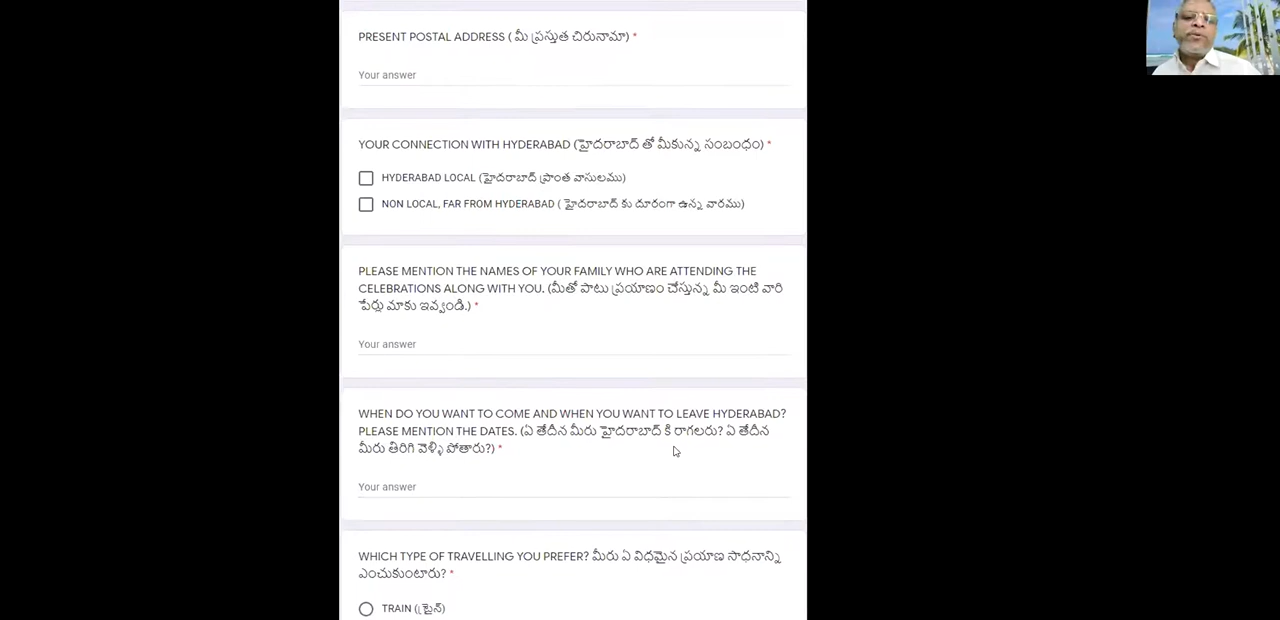 PRESENT POSTAL ADDRESS ( మీ ప్రస్తుత చిరునామా) *
Your answer
YOUR CONNECTION WITH HYDERABAD (హైదరాబాద్ తో మీకున్న సంబంధం) *
HYDERABAD LOCAL (హైదరాబాద్ ప్రాంత వాసులము)
NON LOCAL, FAR FROM HYDERABAD ( హైదరాబాద్ కు దూరంగా ఉన్న వారము)
PLEASE MENTION THE NAMES OF YOUR FAMILY WHO ARE ATTENDING THE
CELEBRATIONS ALONG WITH YOU. (మీతో పాటు ప్రయాణం చేస్తున్న మీ ఇంటి వారి
పేర్లు మాకు ఇవ్వండి.) *
Your answer
WHEN DO YOU WANT TO COME AND WHEN YOU WANT TO LEAVE HYDERABAD?
PLEASE MENTION THE DATES. (ఏ తేదీన మీరు హైదరాబాద్ కి రాగలరు? ఏ తేదీన
మీరు తిరిగి వెళ్ళి పోతారు?) *
Your answer
WHICH TYPE OF TRAVELLING YOU PREFER? మీరు ఏ విధమైన ప్రయాణ సాధనాన్ని
ఎంచుకుంటారు? *
TRAIN (ట్రైన్)